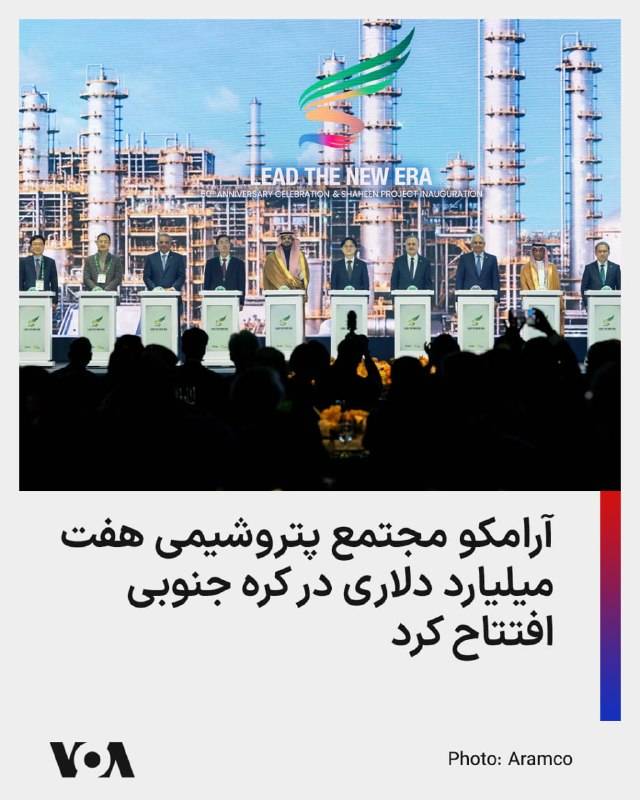 LEAD THE NEW ERA
50TH ANNIVERSARY CELEBRATION & SHAHEEN PROJECT INAUGURATION
آرامکو مجتمع پتروشیمی هفت
میلیارد دلاری در کره جنوبی
افتتاح کرد
VOA
Photo: Aramco